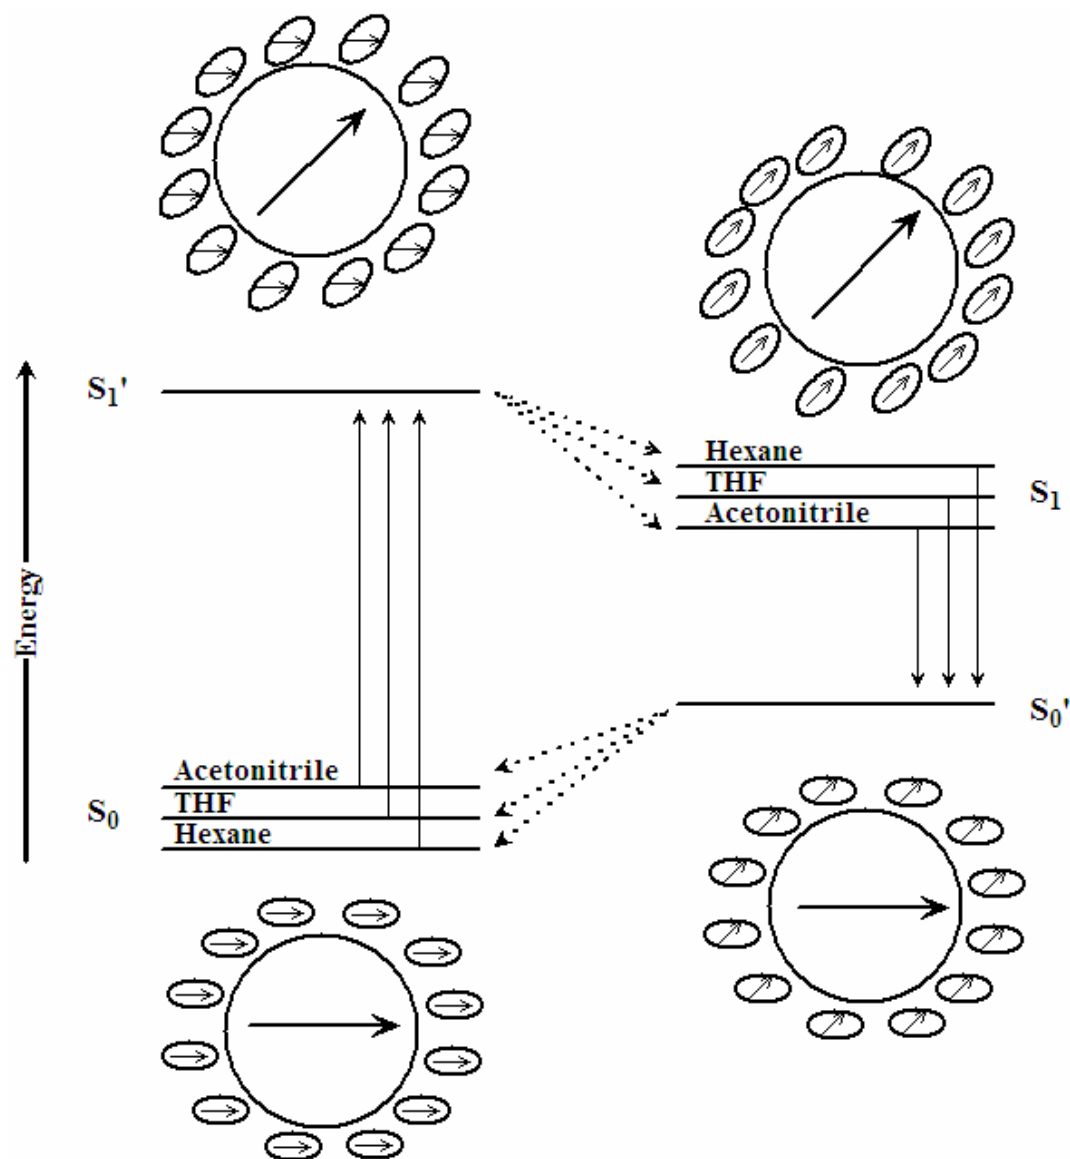 S1'
Hexane
THF
Acetonitrile
S1
Energy
S0'
Acetonitrile
THF
Hexane
S0